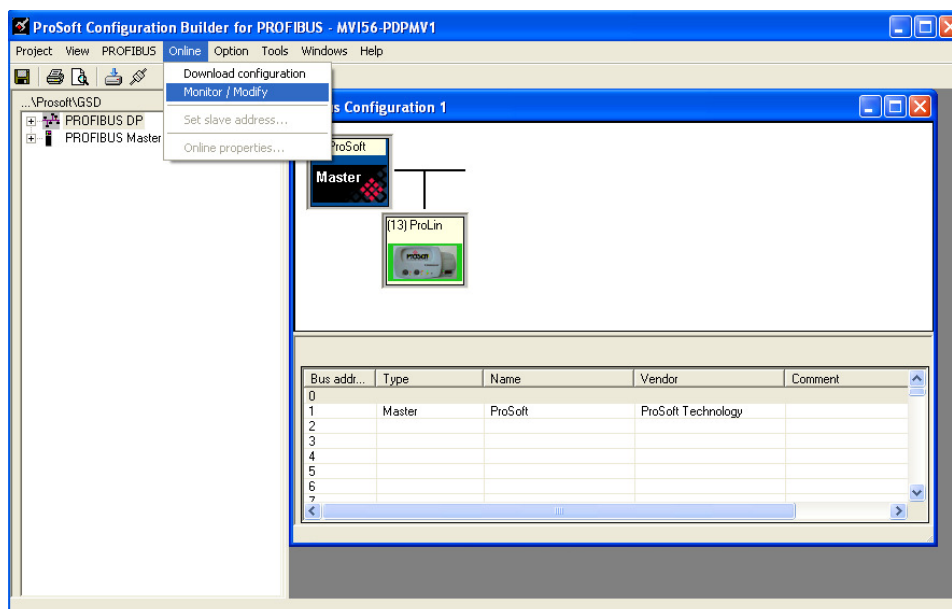 ProSoft Configuration Builder for PROFIBUS - MVI56-PDPMV1
Project View PROFIBUS Online Option Tools Windows Help
Download configuration
Monitor / Modify
Set slave address...
Online properties...
...\Prosoft\GSD
PROFIBUS DP
PROFIBUS Master
s Configuration 1
ProSoft
Master
(13) ProLin
Bus addr... Type Name Vendor Comment
0
1 Master ProSoft ProSoft Technology
2
3
4
5
6
7